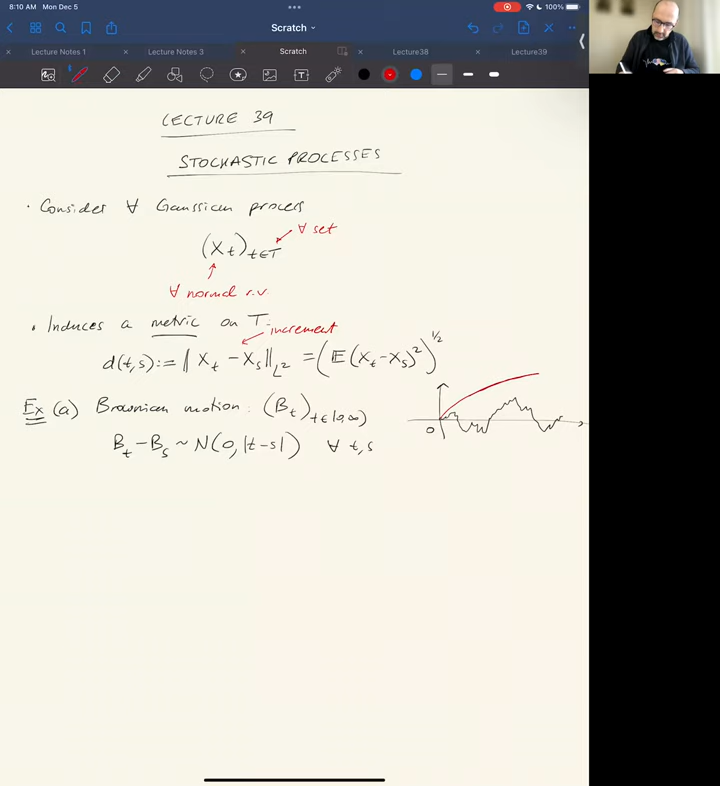 8:10 AM Mon Dec 5
100%
Scratch
Lecture Notes 1
Lecture Notes 3
Scratch
Lecture38
Lecture39
LECTURE 39
STOCHASTIC PROCESSES
· Consider ∀ Gaussian process
∀ set
(X_t)_{t∈T}
∀ normal r.v.
· Induces a metric on T:
increment
d(t,s) := ‖X_t - X_s‖_{L²} = (𝔼(X_t - X_s)²)^{1/2}
Ex (a) Brownian motion: (B_t)_{t∈[0,∞)}
B_t - B_s ~ N(0, |t-s|) ∀ t,s
0